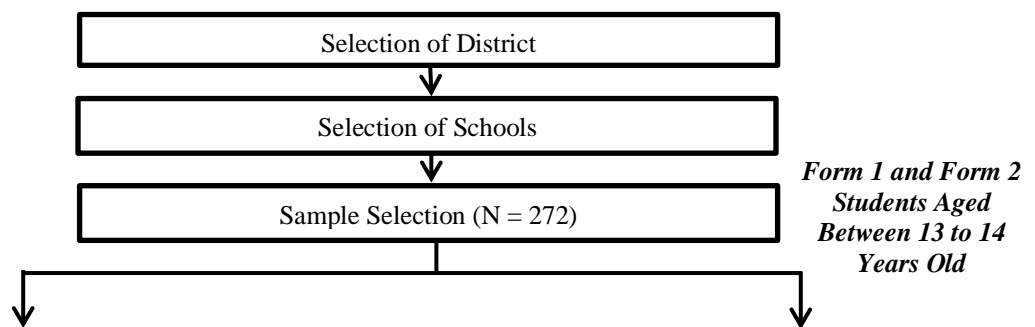 Selection of District
Selection of Schools
Sample Selection (N = 272)
Form 1 and Form 2
Students Aged
Between 13 to 14
Years Old